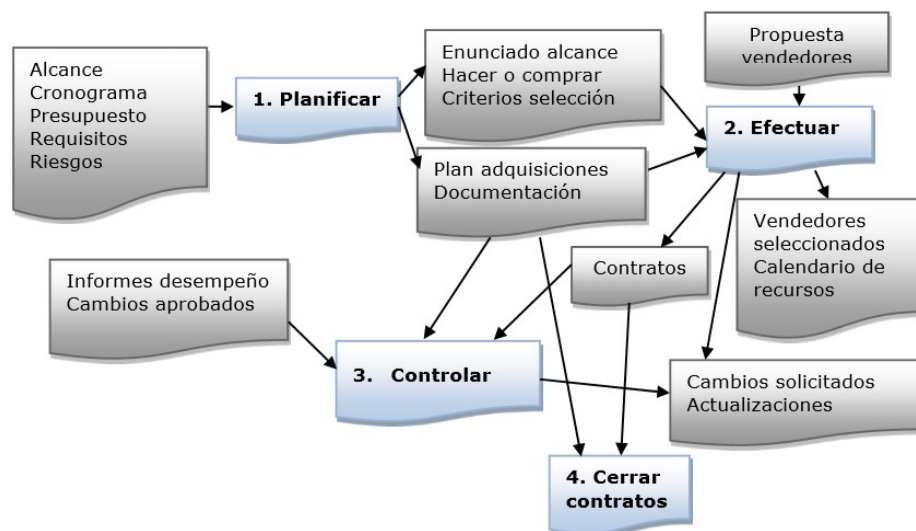 Alcance
Cronograma
Presupuesto
Requisitos
Riesgos
1. Planificar
Enunciado alcance
Hacer o comprar
Criterios selección
Propuesta
vendedores
2. Efectuar
Plan adquisiciones
Documentación
Vendedores
seleccionados
Calendario de
recursos
Contratos
Informes desempeño
Cambios aprobados
3. Controlar
Cambios solicitados
Actualizaciones
4. Cerrar
contratos